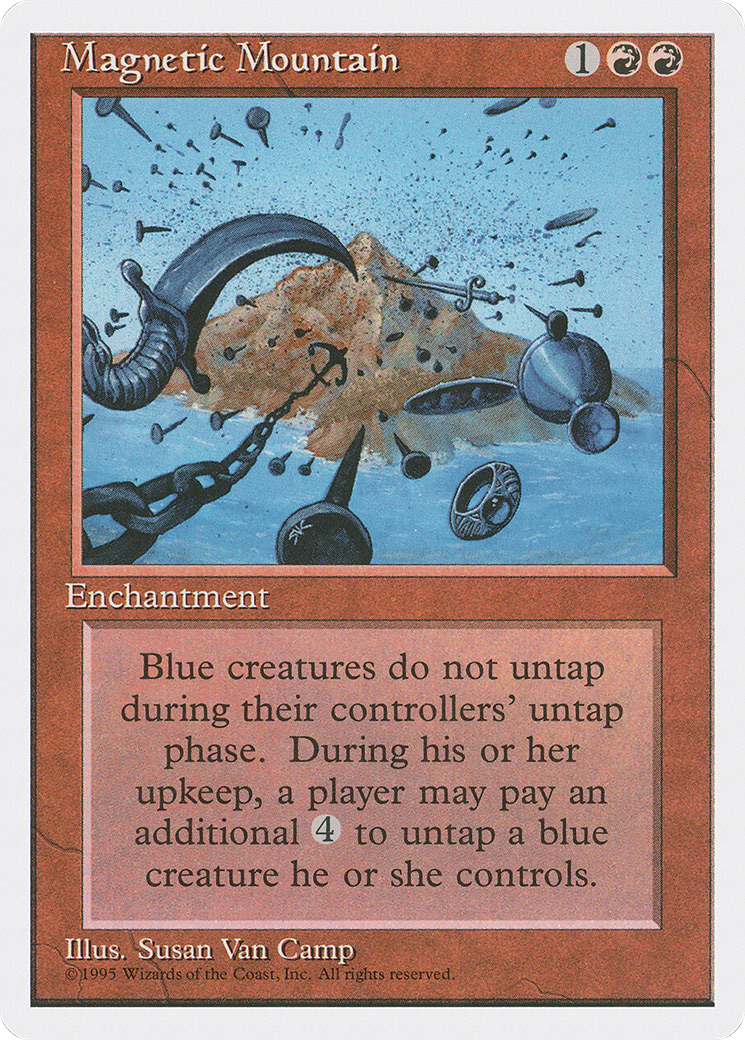 Magnetic Mountain 1
Enchantment
Blue creatures do not untap
during their controllers’ untap
phase. During his or her
upkeep, a player may pay an
additional 4 to untap a blue
creature he or she controls.
Illus. Susan Van Camp
©1995 Wizards of the Coast, Inc. All rights reserved.